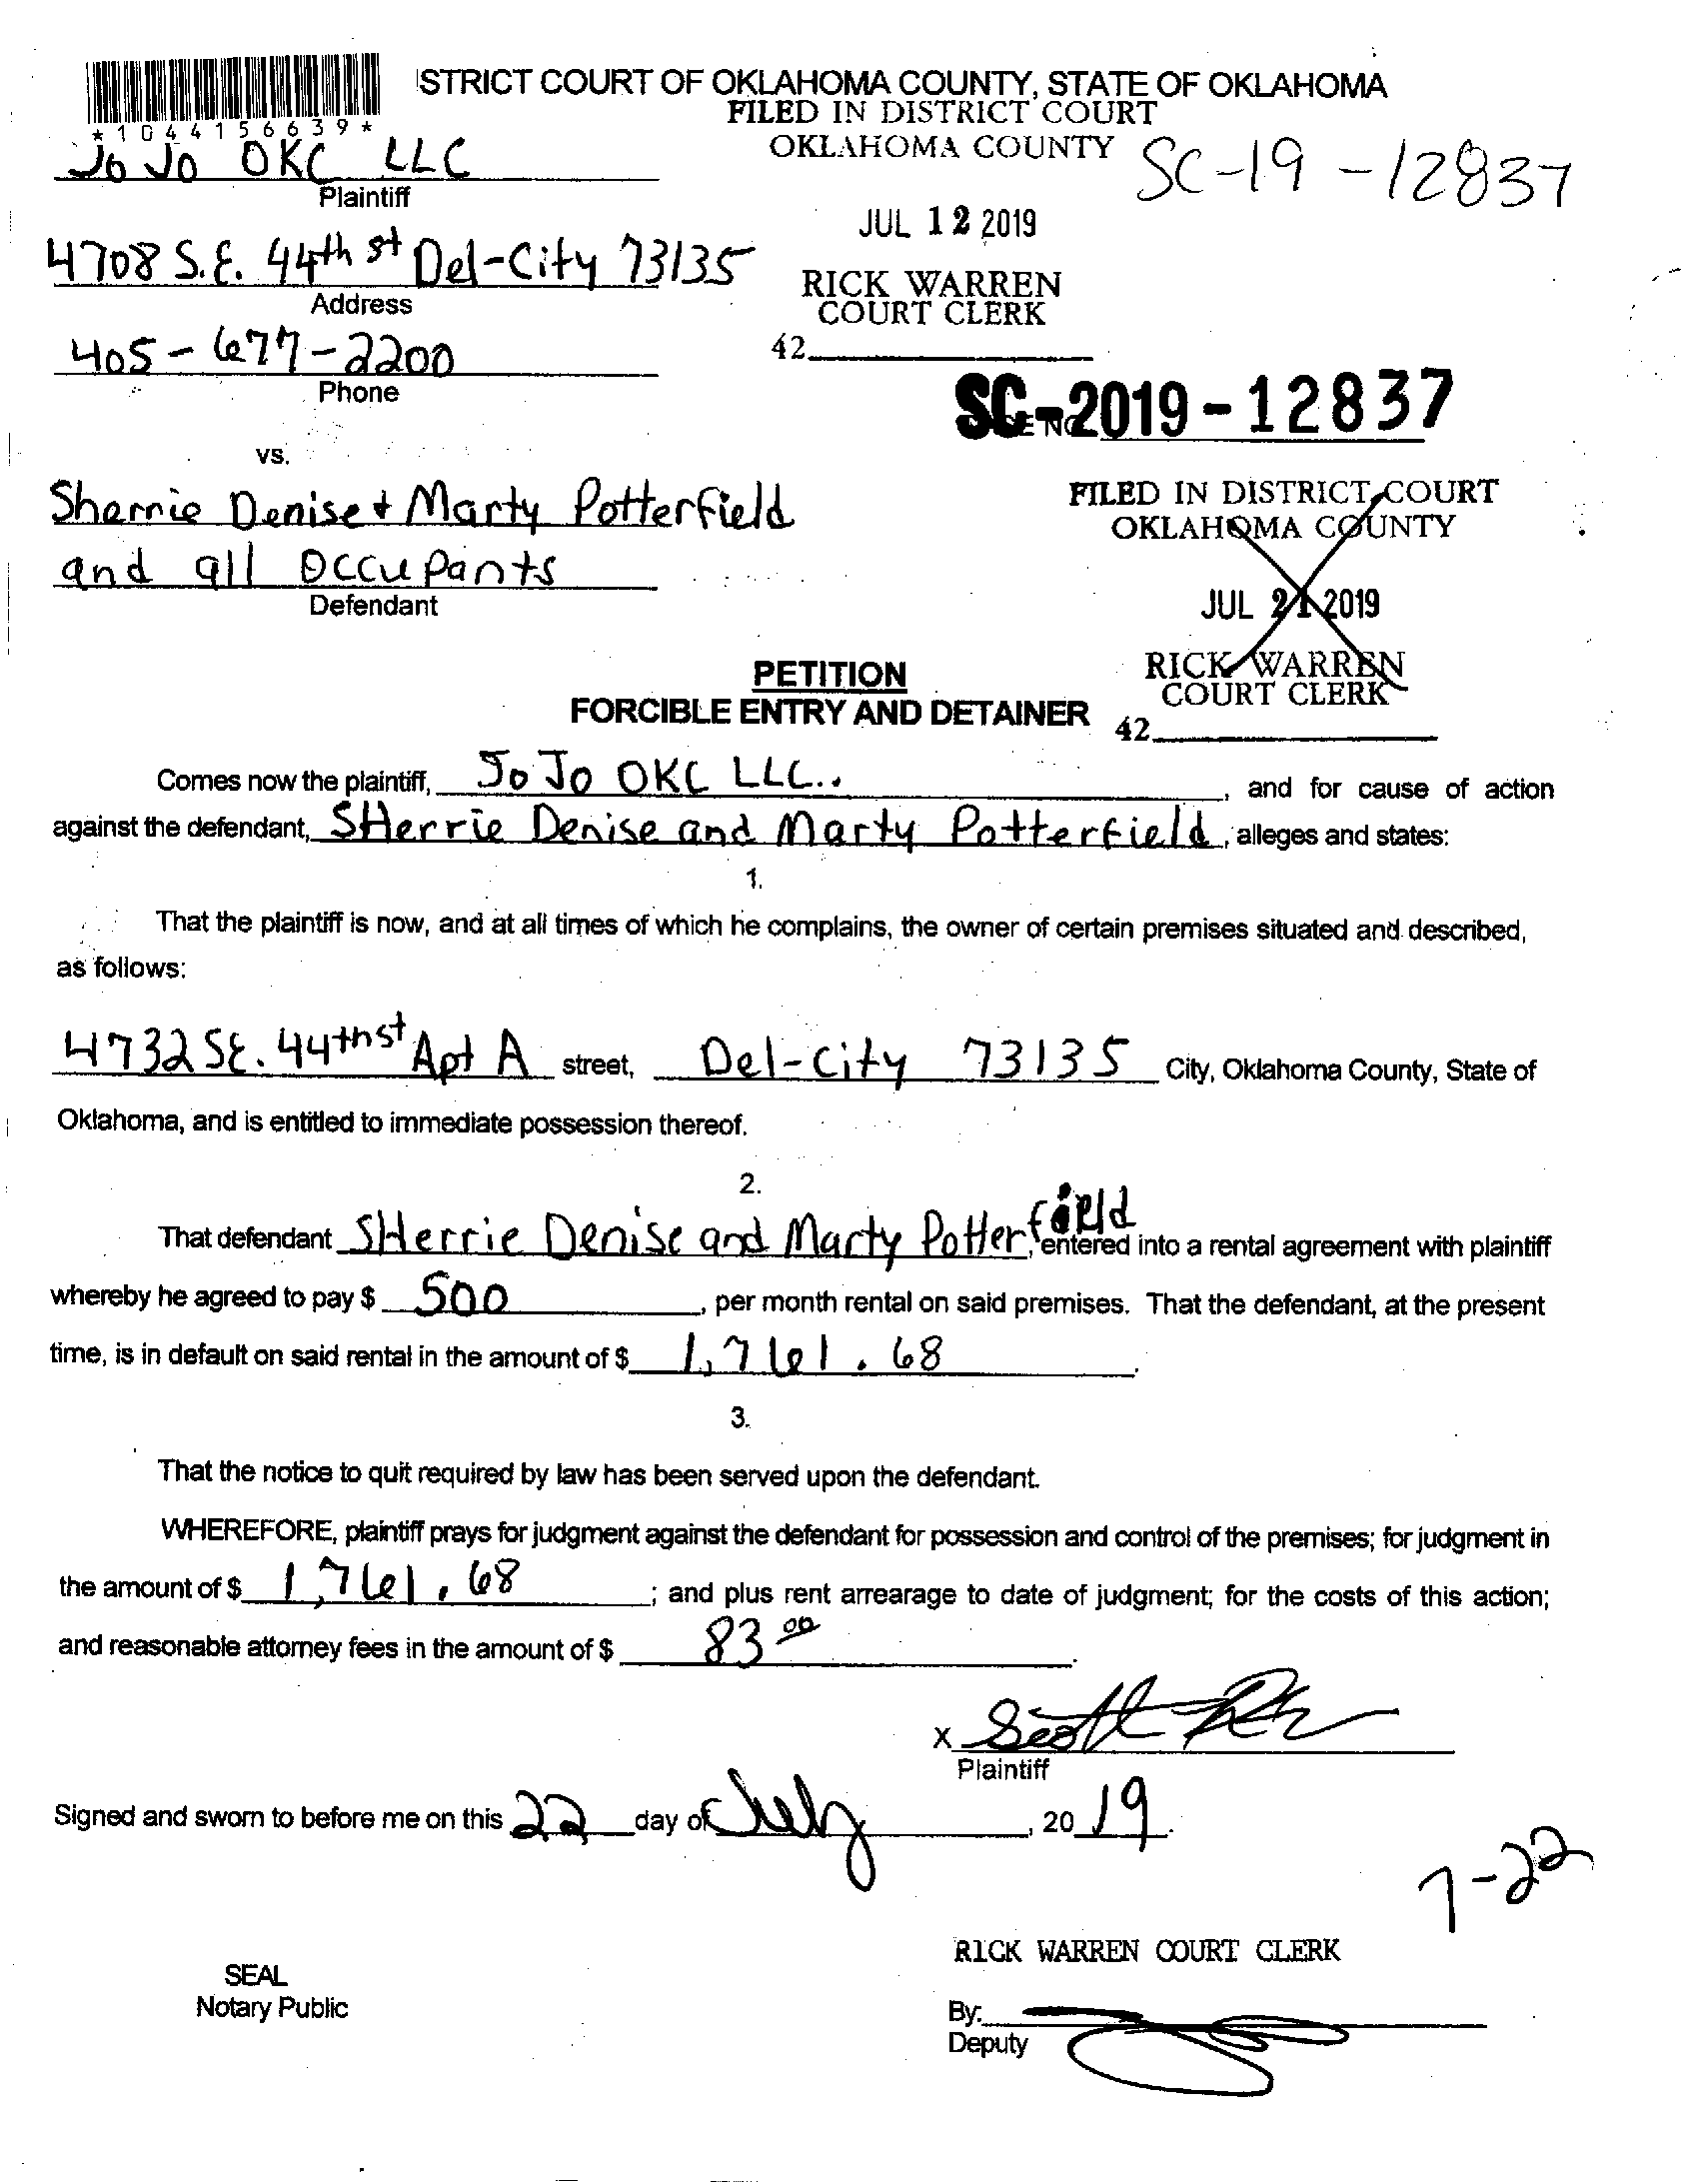 STRICT COURT OF OKLAHOMA COUNTY, STATE OF OKLAHOMA
FILED IN DISTRICT COURT
OKLAHOMA COUNTY
*1044156639*
SC-19-12837
JoJo OKC LLC
Plaintiff
JUL 12 2019
4708 S.E. 44th st Del-City 73135
Address
RICK WARREN
COURT CLERK
42
405-677-2200
Phone
SC-2019-12837
vs.
Sherrie Denise + Marty Potterfield
and all Occupants
Defendant
FILED IN DISTRICT COURT
OKLAHOMA COUNTY
JUL 21 2019
RICK WARREN
COURT CLERK
42
PETITION
FORCIBLE ENTRY AND DETAINER
Comes now the plaintiff, JoJo OKC LLC.. , and for cause of action
against the defendant, SHerrie Denise and Marty Potterfield, alleges and states:
1.
That the plaintiff is now, and at all times of which he complains, the owner of certain premises situated and described,
as follows:
4732 SE. 44th st Apt A street, Del-City 73135 City, Oklahoma County, State of
Oklahoma, and is entitled to immediate possession thereof.
2.
That defendant SHerrie Denise and Marty Potterfield, entered into a rental agreement with plaintiff
whereby he agreed to pay $ 500 , per month rental on said premises. That the defendant, at the present
time, is in default on said rental in the amount of $ 1,761.68 .
3.
That the notice to quit required by law has been served upon the defendant.
WHEREFORE, plaintiff prays for judgment against the defendant for possession and control of the premises; for judgment in
the amount of $ 1,761.68 ; and plus rent arrearage to date of judgment; for the costs of this action;
and reasonable attorney fees in the amount of $ 83 00 .
X Scott
Plaintiff
Signed and sworn to before me on this 22 day of July , 20 19.
7-22
RICK WARREN COURT CLERK
SEAL
Notary Public
By:
Deputy